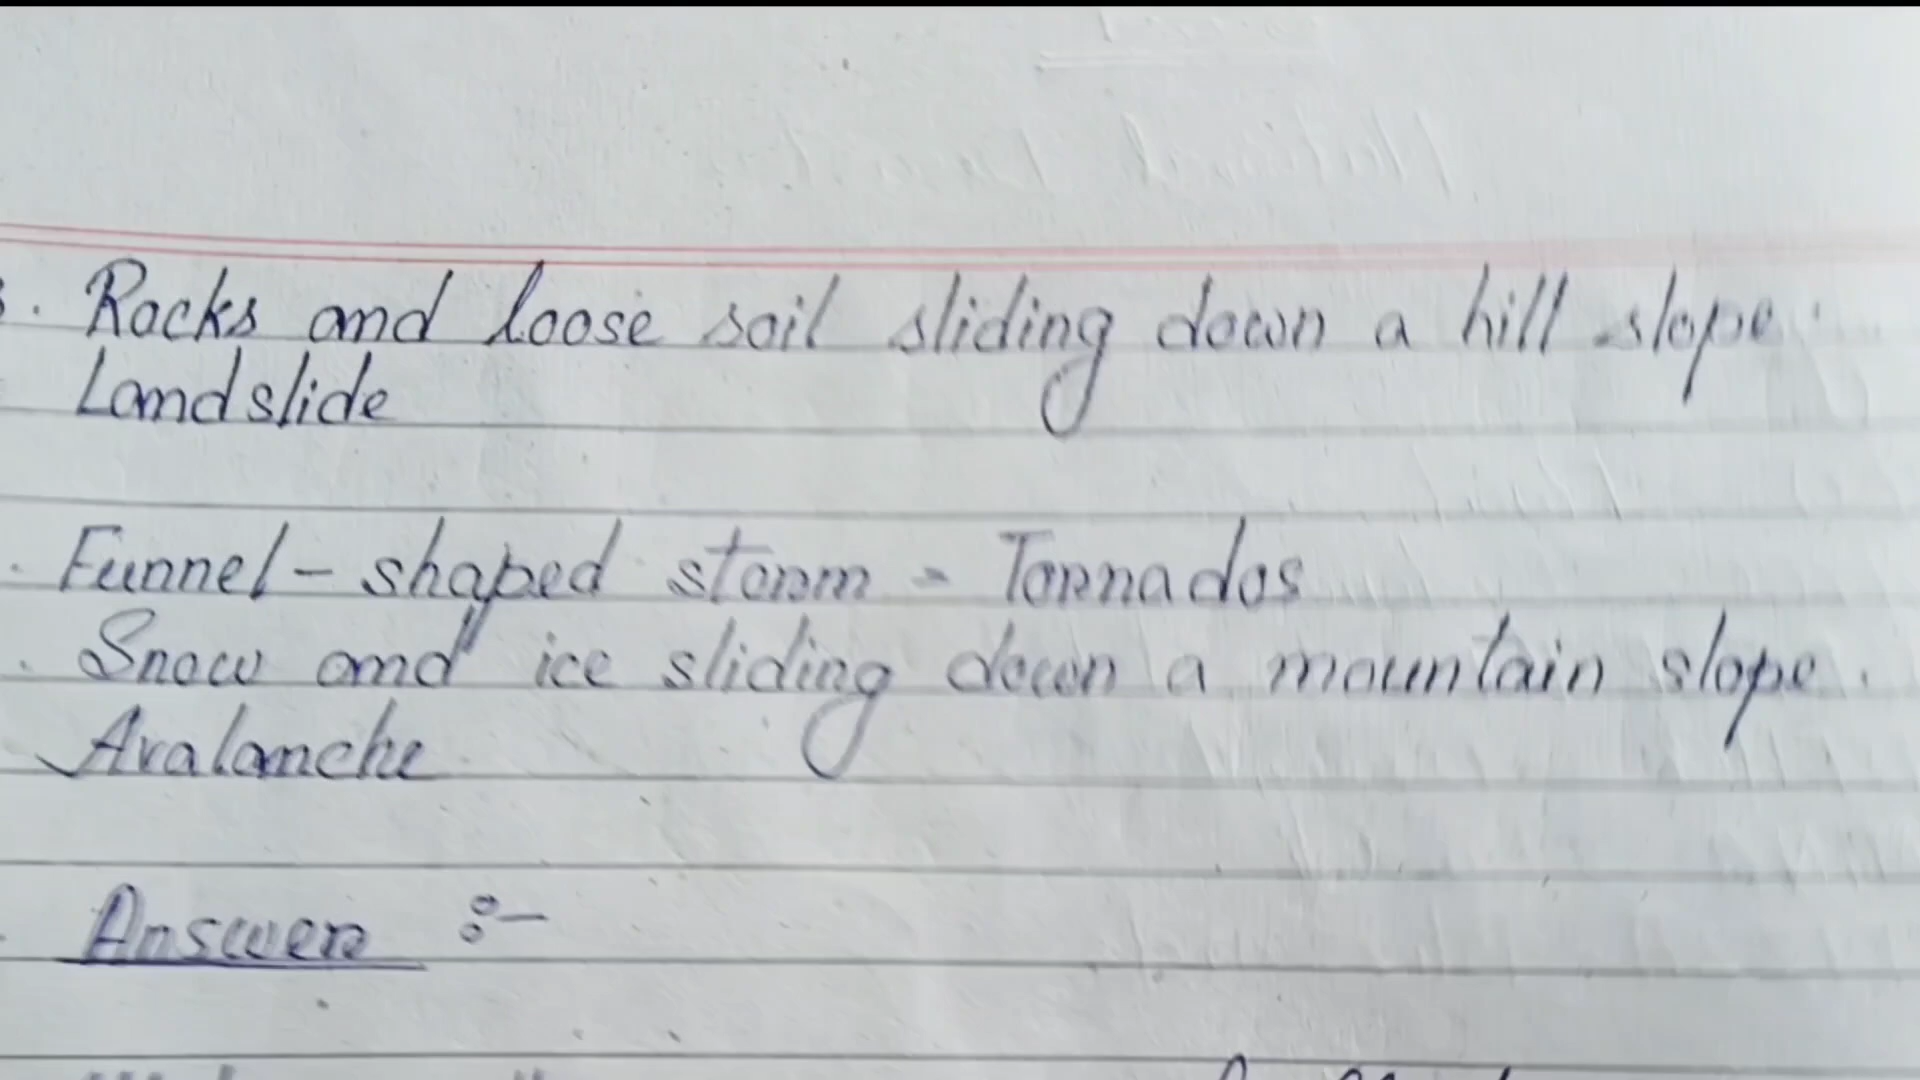 . Rocks and loose soil sliding down a hill slope.
Landslide
. Funnel - shaped storm - Tornados
. Snow and ice sliding down a mountain slope.
Avalanche
Answer :-